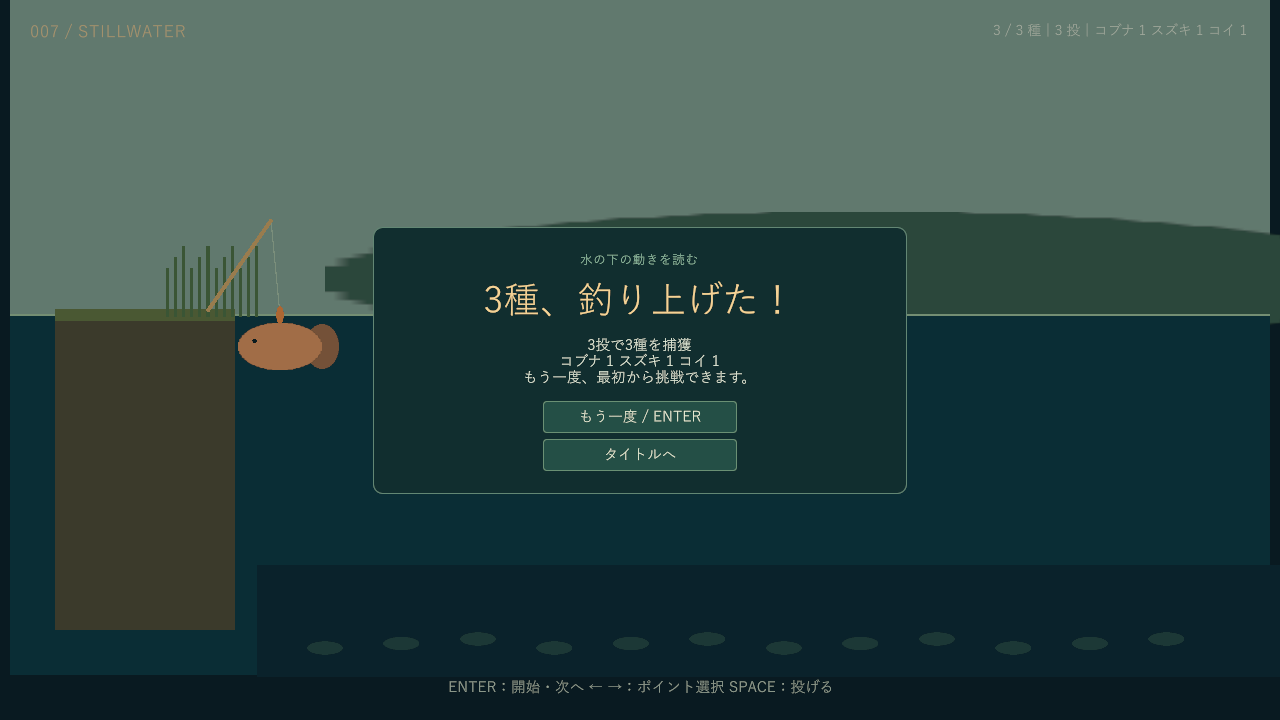 007 / STILLWATER
3 / 3 種 | 3 投 | コブナ 1 スズキ 1 コイ 1
水の下の動きを読む
3種、釣り上げた！
3投で3種を捕獲
コブナ 1 スズキ 1 コイ 1
もう一度、最初から挑戦できます。
もう一度 / ENTER
タイトルへ
ENTER：開始・次へ ← →：ポイント選択 SPACE：投げる